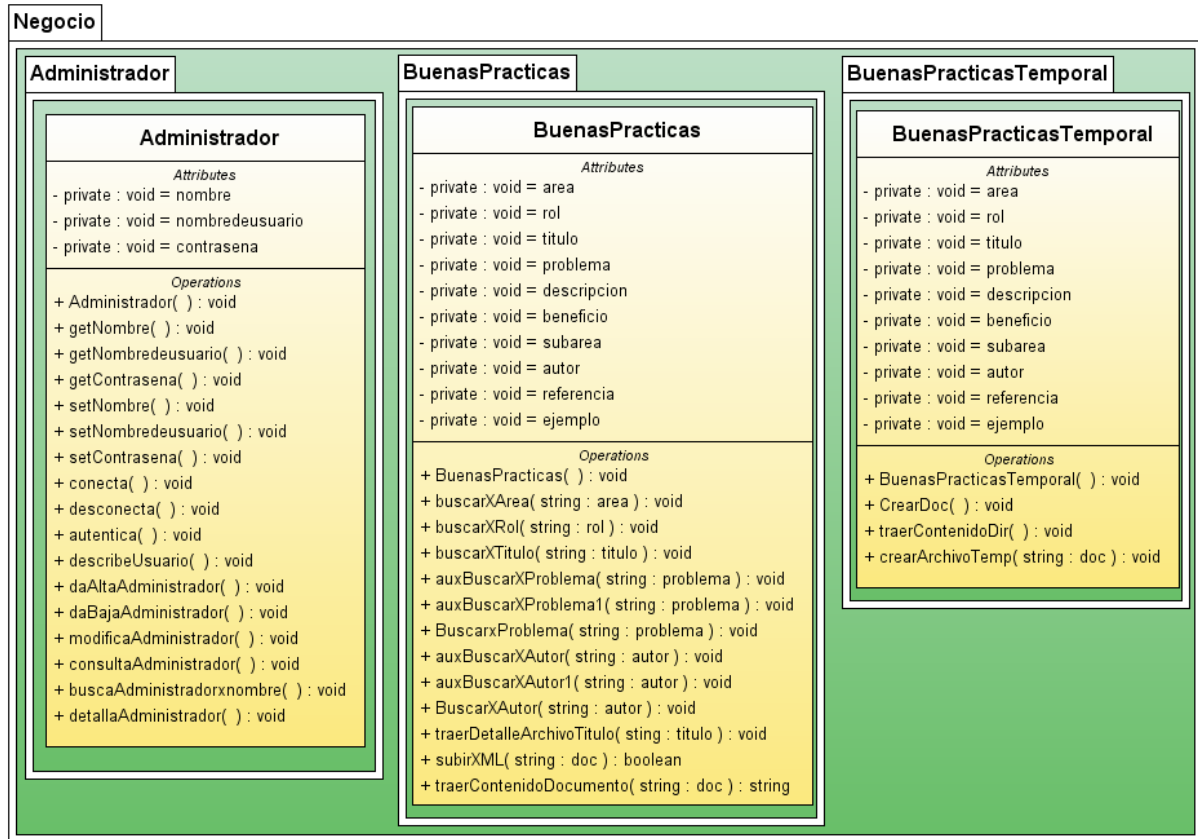 Negocio
Administrador
Administrador
Attributes
- private : void = nombre
- private : void = nombredeusuario
- private : void = contrasena
Operations
+ Administrador( ) : void
+ getNombre( ) : void
+ getNombredeusuario( ) : void
+ getContrasena( ) : void
+ setNombre( ) : void
+ setNombredeusuario( ) : void
+ setContrasena( ) : void
+ conecta( ) : void
+ desconecta( ) : void
+ autentica( ) : void
+ describeUsuario( ) : void
+ daAltaAdministrador( ) : void
+ daBajaAdministrador( ) : void
+ modificaAdministrador( ) : void
+ consultaAdministrador( ) : void
+ buscaAdministradorxnombre( ) : void
+ detallaAdministrador( ) : void
BuenasPracticas
BuenasPracticas
Attributes
- private : void = area
- private : void = rol
- private : void = titulo
- private : void = problema
- private : void = descripcion
- private : void = beneficio
- private : void = subarea
- private : void = autor
- private : void = referencia
- private : void = ejemplo
Operations
+ BuenasPracticas( ) : void
+ buscarXArea( string : area ) : void
+ buscarXRol( string : rol ) : void
+ buscarXTitulo( string : titulo ) : void
+ auxBuscarXProblema( string : problema ) : void
+ auxBuscarXProblema1( string : problema ) : void
+ BuscarxProblema( string : problema ) : void
+ auxBuscarXAutor( string : autor ) : void
+ auxBuscarXAutor1( string : autor ) : void
+ BuscarXAutor( string : autor ) : void
+ traerDetalleArchivoTitulo( sting : titulo ) : void
+ subirXML( string : doc ) : boolean
+ traerContenidoDocumento( string : doc ) : string
BuenasPracticasTemporal
BuenasPracticasTemporal
Attributes
- private : void = area
- private : void = rol
- private : void = titulo
- private : void = problema
- private : void = descripcion
- private : void = beneficio
- private : void = subarea
- private : void = autor
- private : void = referencia
- private : void = ejemplo
Operations
+ BuenasPracticasTemporal( ) : void
+ CrearDoc( ) : void
+ traerContenidoDir( ) : void
+ crearArchivoTemp( string : doc ) : void